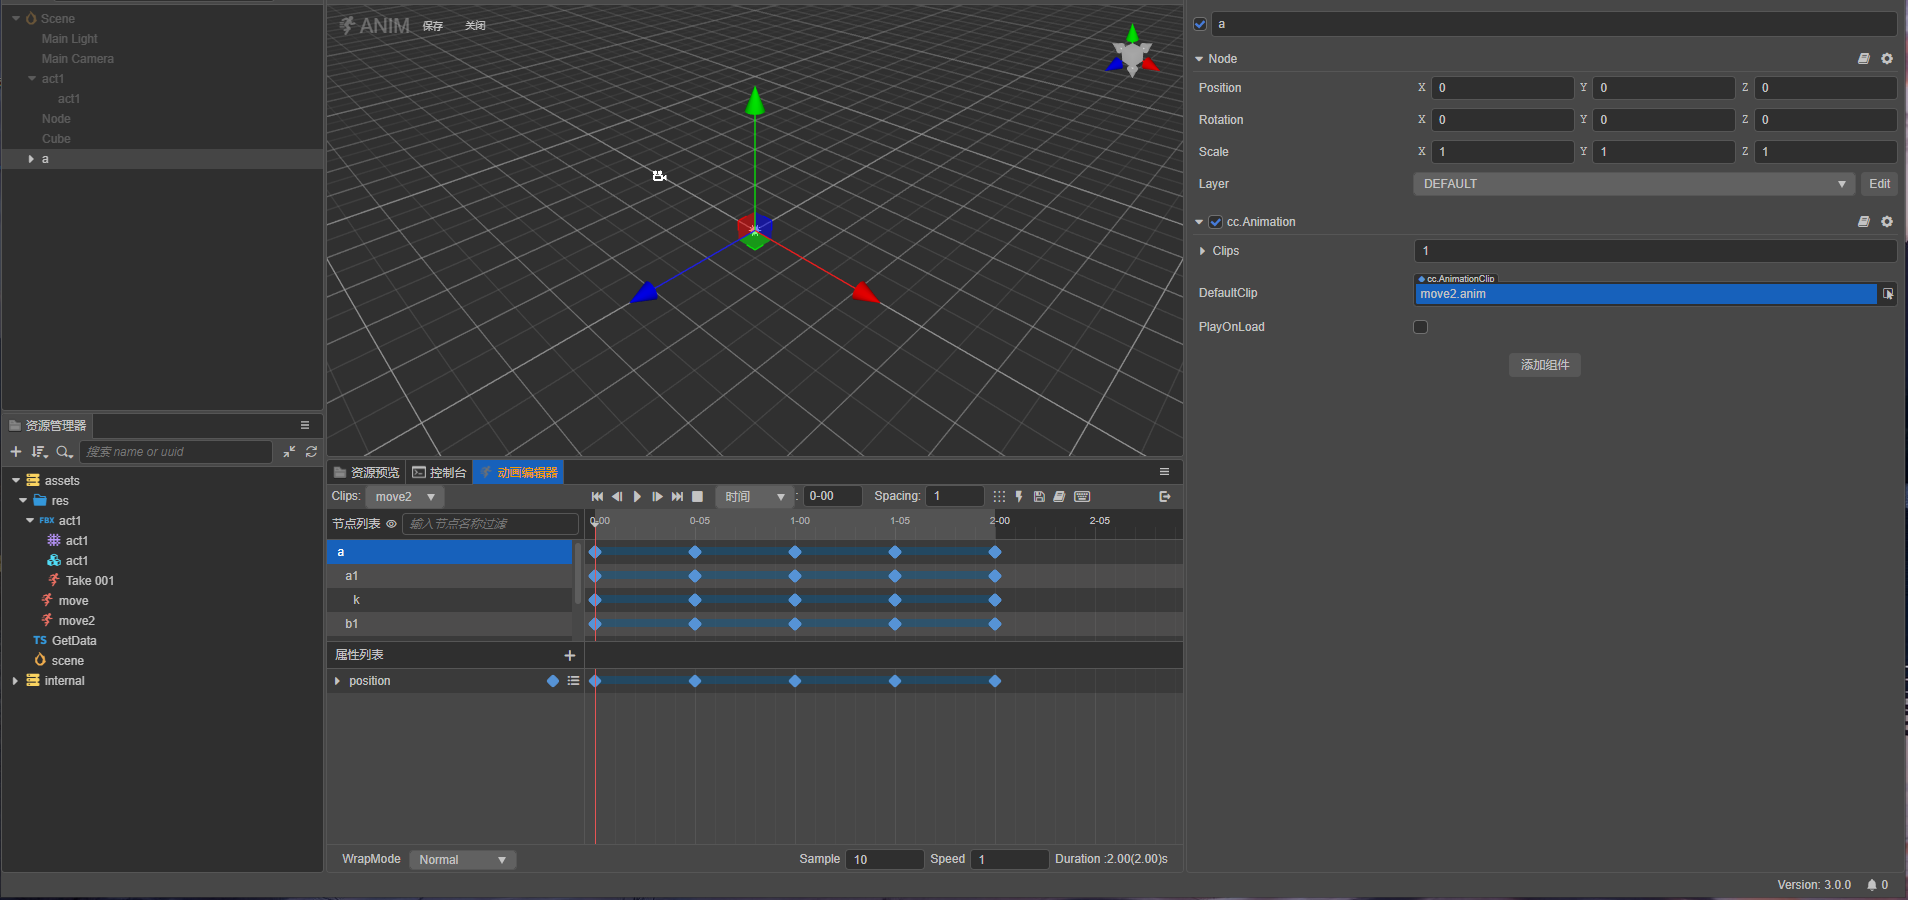 Scene
Main Light
Main Camera
act1
act1
Node
Cube
a
资源管理器
搜索 name or uuid
assets
res
FBX act1
act1
act1
Take 001
move
move2
TS GetData
scene
internal
ANIM 保存 关闭
资源预览 控制台 动画编辑器
Clips: move2 时间 : 0-00 Spacing: 1
节点列表 输入节点名称过滤 0-00 0-05 1-00 1-05 2-00 2-05
a
a1
k
b1
属性列表
position
WrapMode Normal Sample 10 Speed 1 Duration :2.00(2.00)s
a
Node
Position X 0 Y 0 Z 0
Rotation X 0 Y 0 Z 0
Scale X 1 Y 1 Z 1
Layer DEFAULT Edit
cc.Animation
Clips 1
cc.AnimationClip
DefaultClip move2.anim
PlayOnLoad
添加组件
Version: 3.0.0 0